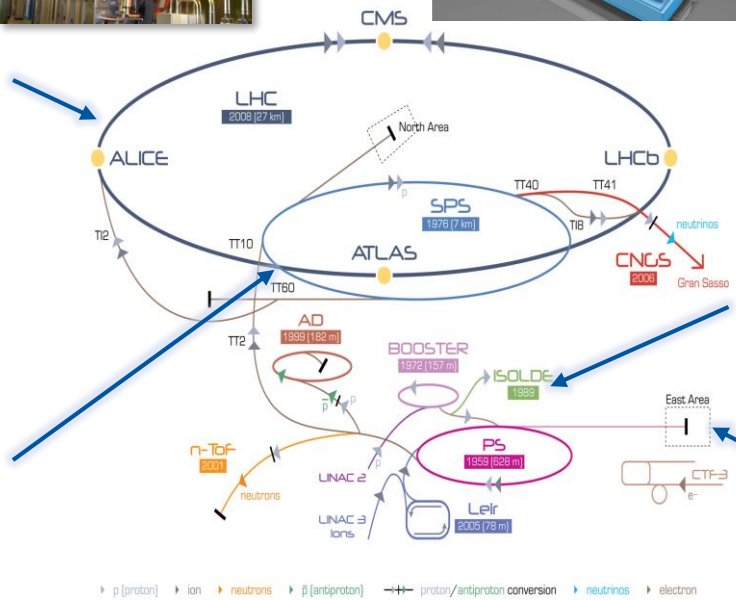 CMS
LHC
2008 (27 km)
North Area
ALICE
LHCb
TT40
TT41
SPS
1976 (7 km)
TI8
neutrinos
TI2
TT10
ATLAS
CNGS
2006
Gran Sasso
TT60
AD
1999 (182 m)
TT2
BOOSTER
1972 (157 m)
ISOLDE
1989
p
p̄
p
East Area
n-ToF
2001
PS
1959 (628 m)
p
LINAC 2
CTF-3
e-
neutrons
LINAC 3
Ions
Leir
2005 (78 m)
p (proton) ion neutrons p̄ (antiproton) proton/antiproton conversion neutrinos electron